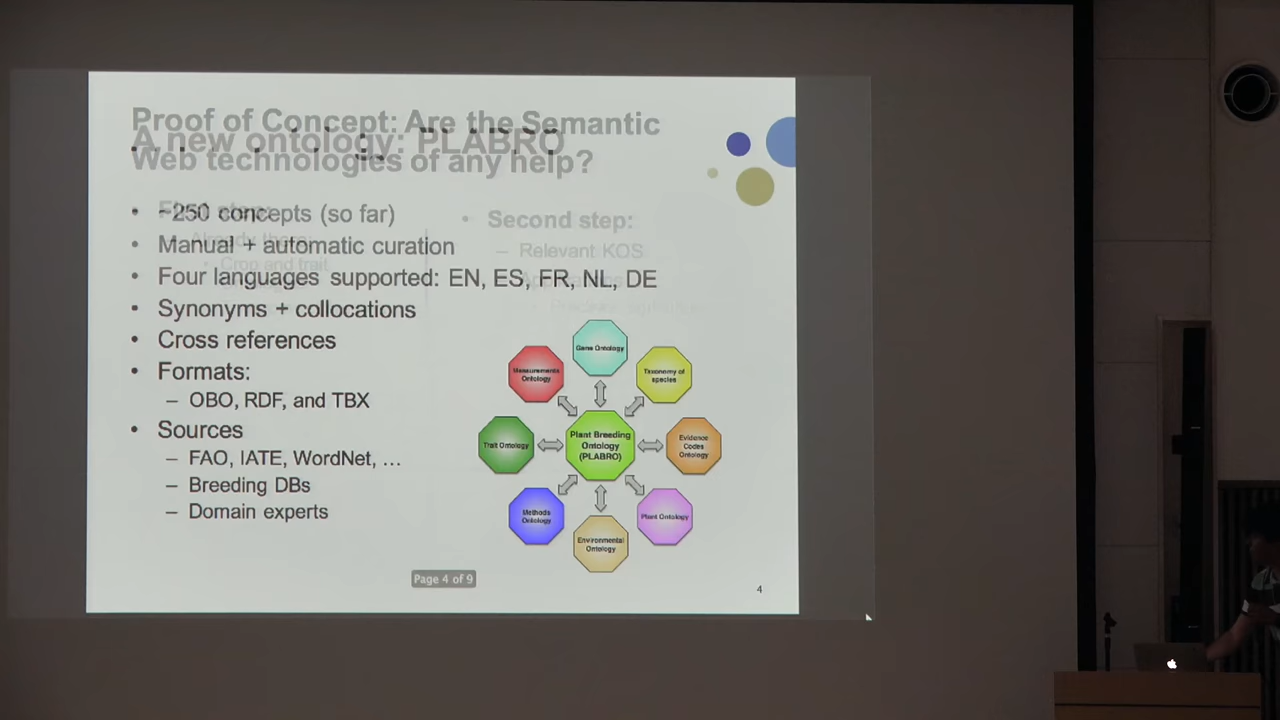 Proof of Concept: Are the Semantic
A new ontology: PLABRO
Web technologies of any help?
• ~250 concepts (so far)
• Manual + automatic curation
• Four languages supported: EN, ES, FR, NL, DE
• Synonyms + collocations
• Cross references
• Formats:
– OBO, RDF, and TBX
• Sources
– FAO, IATE, WordNet, ...
– Breeding DBs
– Domain experts
• Second step:
– Relevant KOS
Crop and trait
Gene Ontology
Measurements
Ontology
Taxonomy of
species
Trait Ontology
Plant Breeding
Ontology
(PLABRO)
Evidence
Codes
Ontology
Methods
Ontology
Plant Ontology
Environmental
Ontology
Page 4 of 9
4